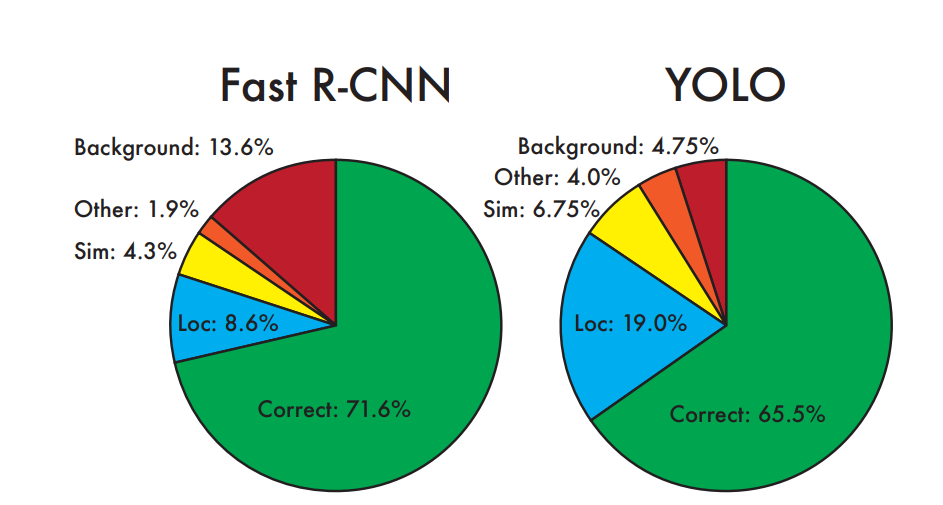 Fast R-CNN
Background: 13.6%
Other: 1.9%
Sim: 4.3%
Loc: 8.6%
Correct: 71.6%
YOLO
Background: 4.75%
Other: 4.0%
Sim: 6.75%
Loc: 19.0%
Correct: 65.5%